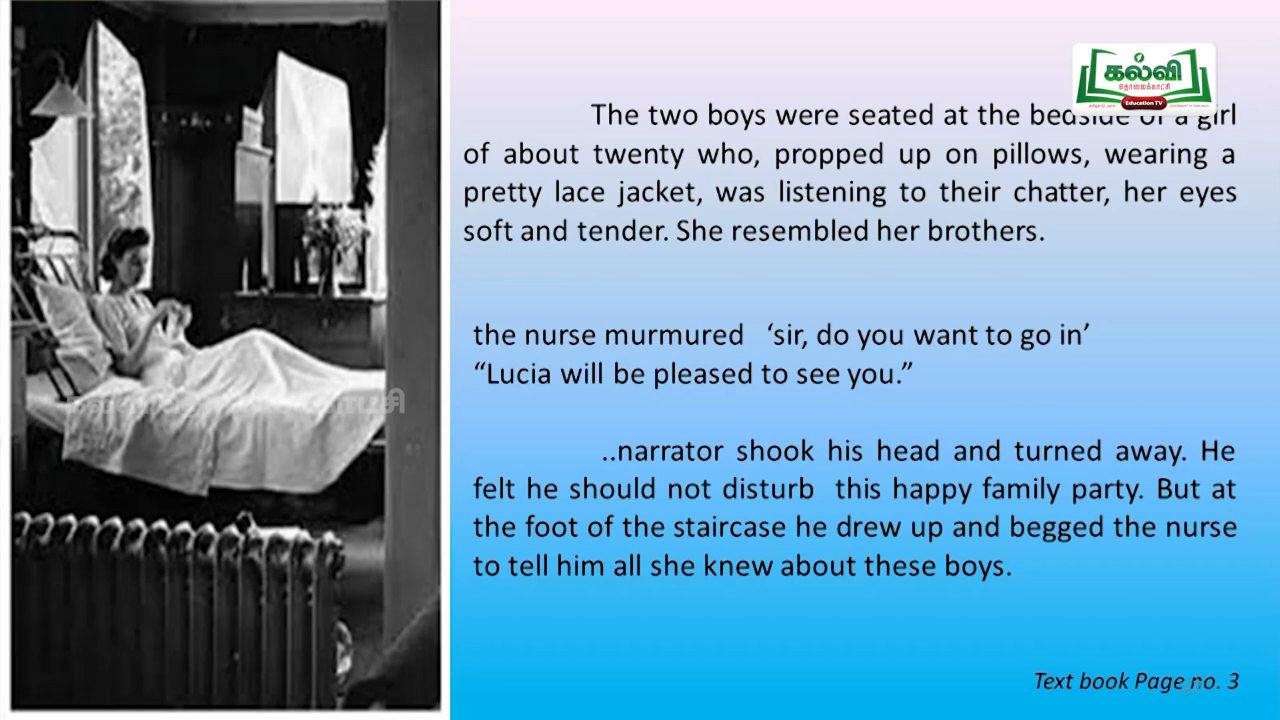 கல்வி
தொலைக்காட்சி
Education TV
The two boys were seated at the bedside of a girl
of about twenty who, propped up on pillows, wearing a
pretty lace jacket, was listening to their chatter, her eyes
soft and tender. She resembled her brothers.
the nurse murmured ‘sir, do you want to go in’
“Lucia will be pleased to see you.”
..narrator shook his head and turned away. He
felt he should not disturb this happy family party. But at
the foot of the staircase he drew up and begged the nurse
to tell him all she knew about these boys.
Text book Page no. 3